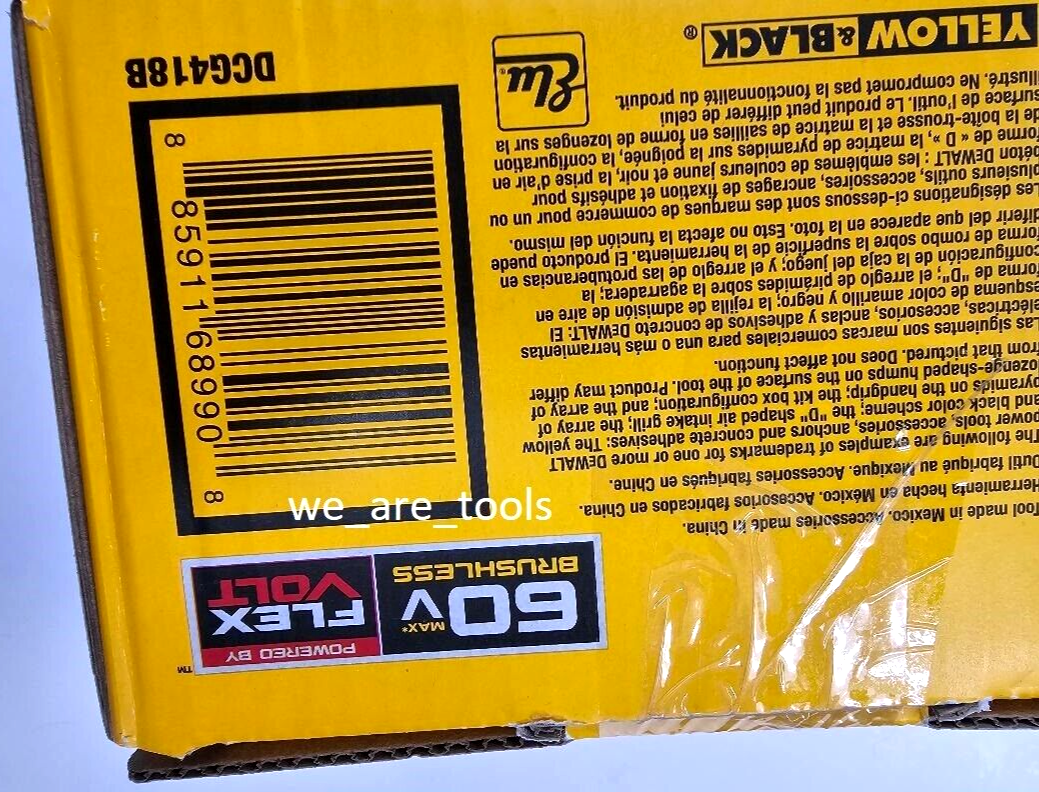 Tool made in Mexico. Accessories made in China.
Herramienta hecha en México. Accesorios fabricados en China.
Outil fabriqué au Mexique. Accessoires fabriqués en Chine.
The following are examples of trademarks for one or more DEWALT
power tools, accessories, anchors and concrete adhesives: The yellow
and black color scheme; the "D" shaped air intake grill; the array of
pyramids on the handgrip; the kit box configuration; and the array of
lozenge-shaped humps on the surface of the tool. Product may differ
from that pictured. Does not affect function.
Las siguientes son marcas comerciales para una o más herramientas
eléctricas, accesorios, anclas y adhesivos de concreto DEWALT: El
esquema de color amarillo y negro; la rejilla de admisión de aire en
forma de "D"; el arreglo de pirámides sobre la agarradera; la
configuración de la caja del juego; y el arreglo de las protuberancias en
forma de rombo sobre la superficie de la herramienta. El producto puede
diferir del que aparece en la foto. Esto no afecta la función del mismo.
Les désignations ci-dessous sont des marques de commerce pour un ou
plusieurs outils, accessoires, ancrages de fixation et adhésifs pour
béton DEWALT : les emblèmes de couleurs jaune et noir, la prise d'air en
forme de « D », la matrice de pyramides sur la poignée, la configuration
de la boîte-trousse et la matrice de saillies en forme de lozenges sur la
surface de l'outil. Le produit peut différer de celui
illustré. Ne compromet pas la fonctionnalité du produit.
YELLOW & BLACK®
Elu®
60V MAX*
BRUSHLESS
POWERED BY
FLEX
VOLT
™
8 85911 68990 8
DCG418B
we_are_tools